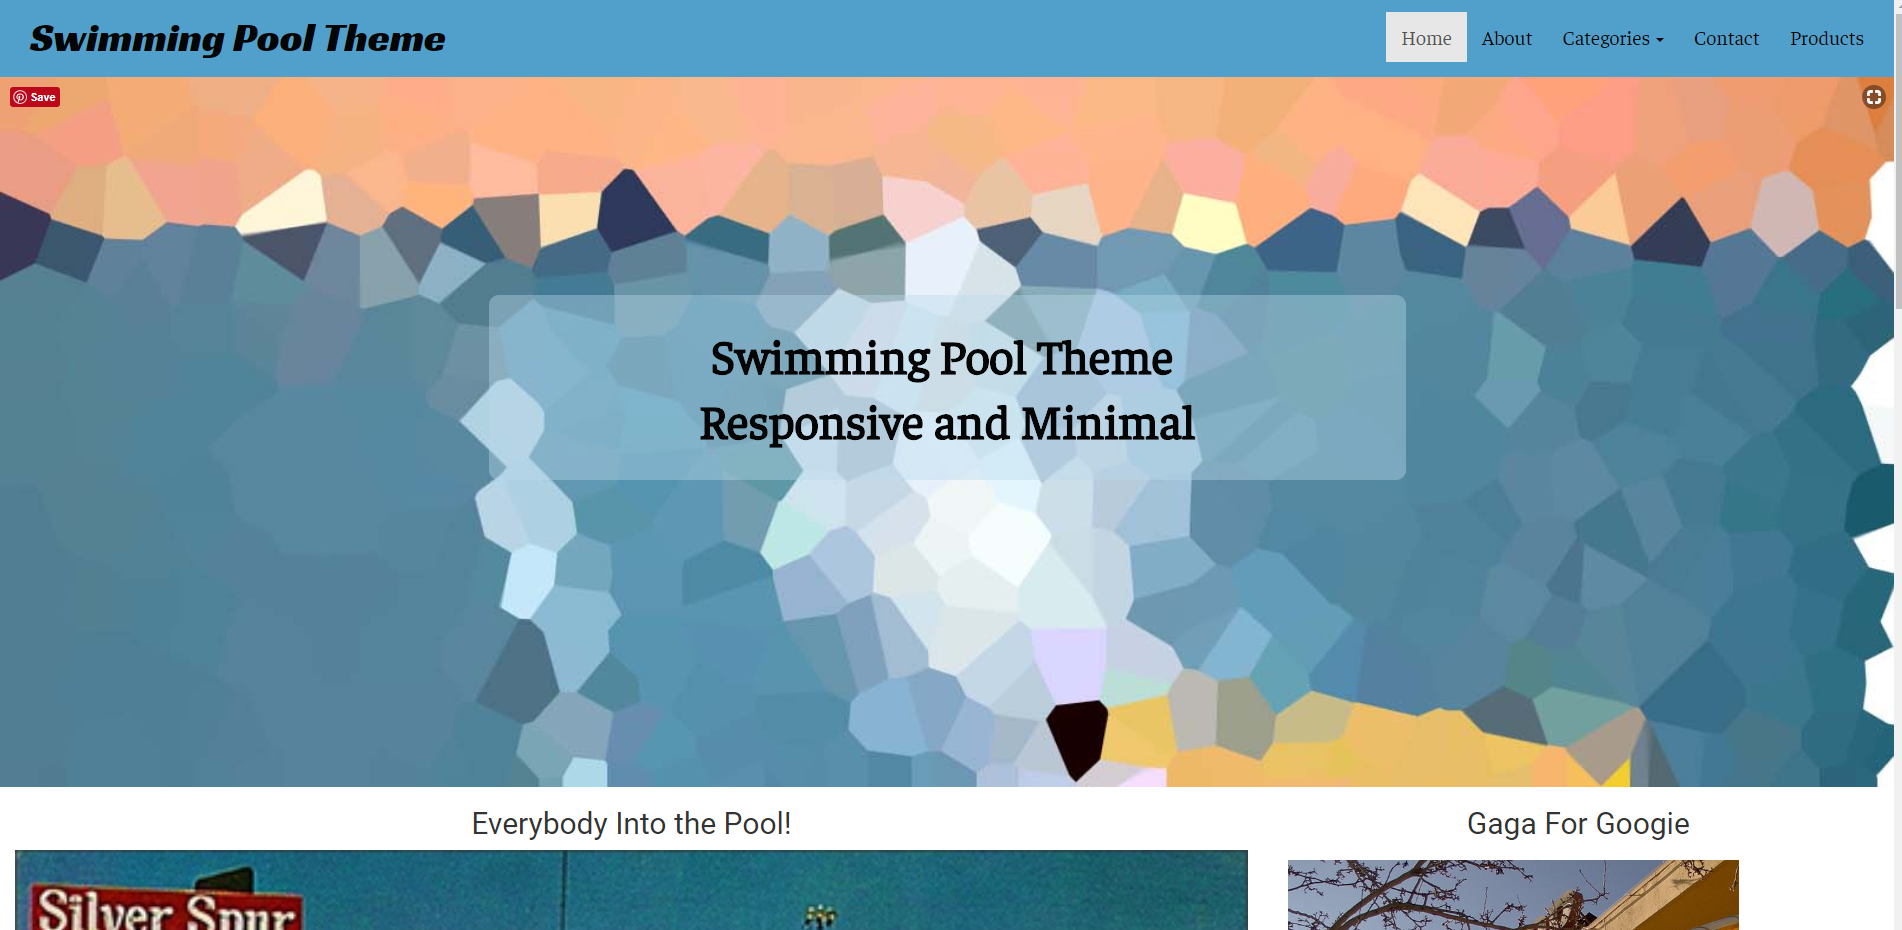 Swimming Pool Theme
Home About Categories Contact Products
Save
Swimming Pool Theme
Responsive and Minimal
Everybody Into the Pool!
Gaga For Googie
Silver Spur